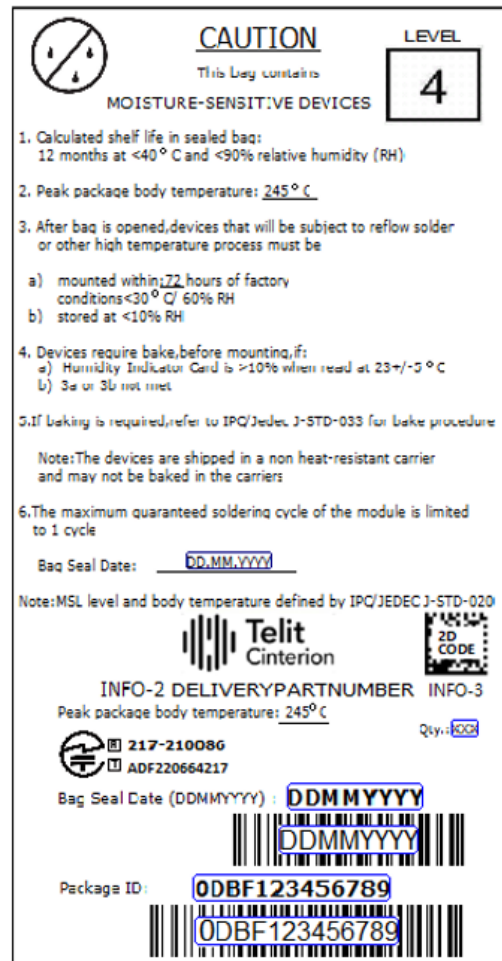 CAUTION
LEVEL
4
This bag contains
MOISTURE-SENSITIVE DEVICES
1. Calculated shelf life in sealed bag:
12 months at <40° C and <90% relative humidity (RH)
2. Peak package body temperature: 245° C
3. After bag is opened,devices that will be subject to reflow solder
or other high temperature process must be
a) mounted within:72 hours of factory
conditions<30° C/ 60% RH
b) stored at <10% RH
4. Devices require bake,before mounting,if:
a) Humidity Indicator Card is >10% when read at 23+/-5 °C
b) 3a or 3b not met
5.If baking is required,refer to IPC/Jedec J-STD-033 for bake procedure
Note:The devices are shipped in a non heat-resistant carrier
and may not be baked in the carriers
6.The maximum guaranteed soldering cycle of the module is limited
to 1 cycle
Bag Seal Date: DD.MM.YYYY
Note:MSL level and body temperature defined by IPC/JEDEC J-STD-020
Telit
Cinterion
2D
CODE
INFO-2 DELIVERYPARTNUMBER INFO-3
Peak package body temperature: 245° C
Qty.:XXX
R 217-210086
T ADF220664217
Bag Seal Date (DDMMYYYY) : DDMMYYYY
DDMMYYYY
Package ID: 0DBF123456789
0DBF123456789